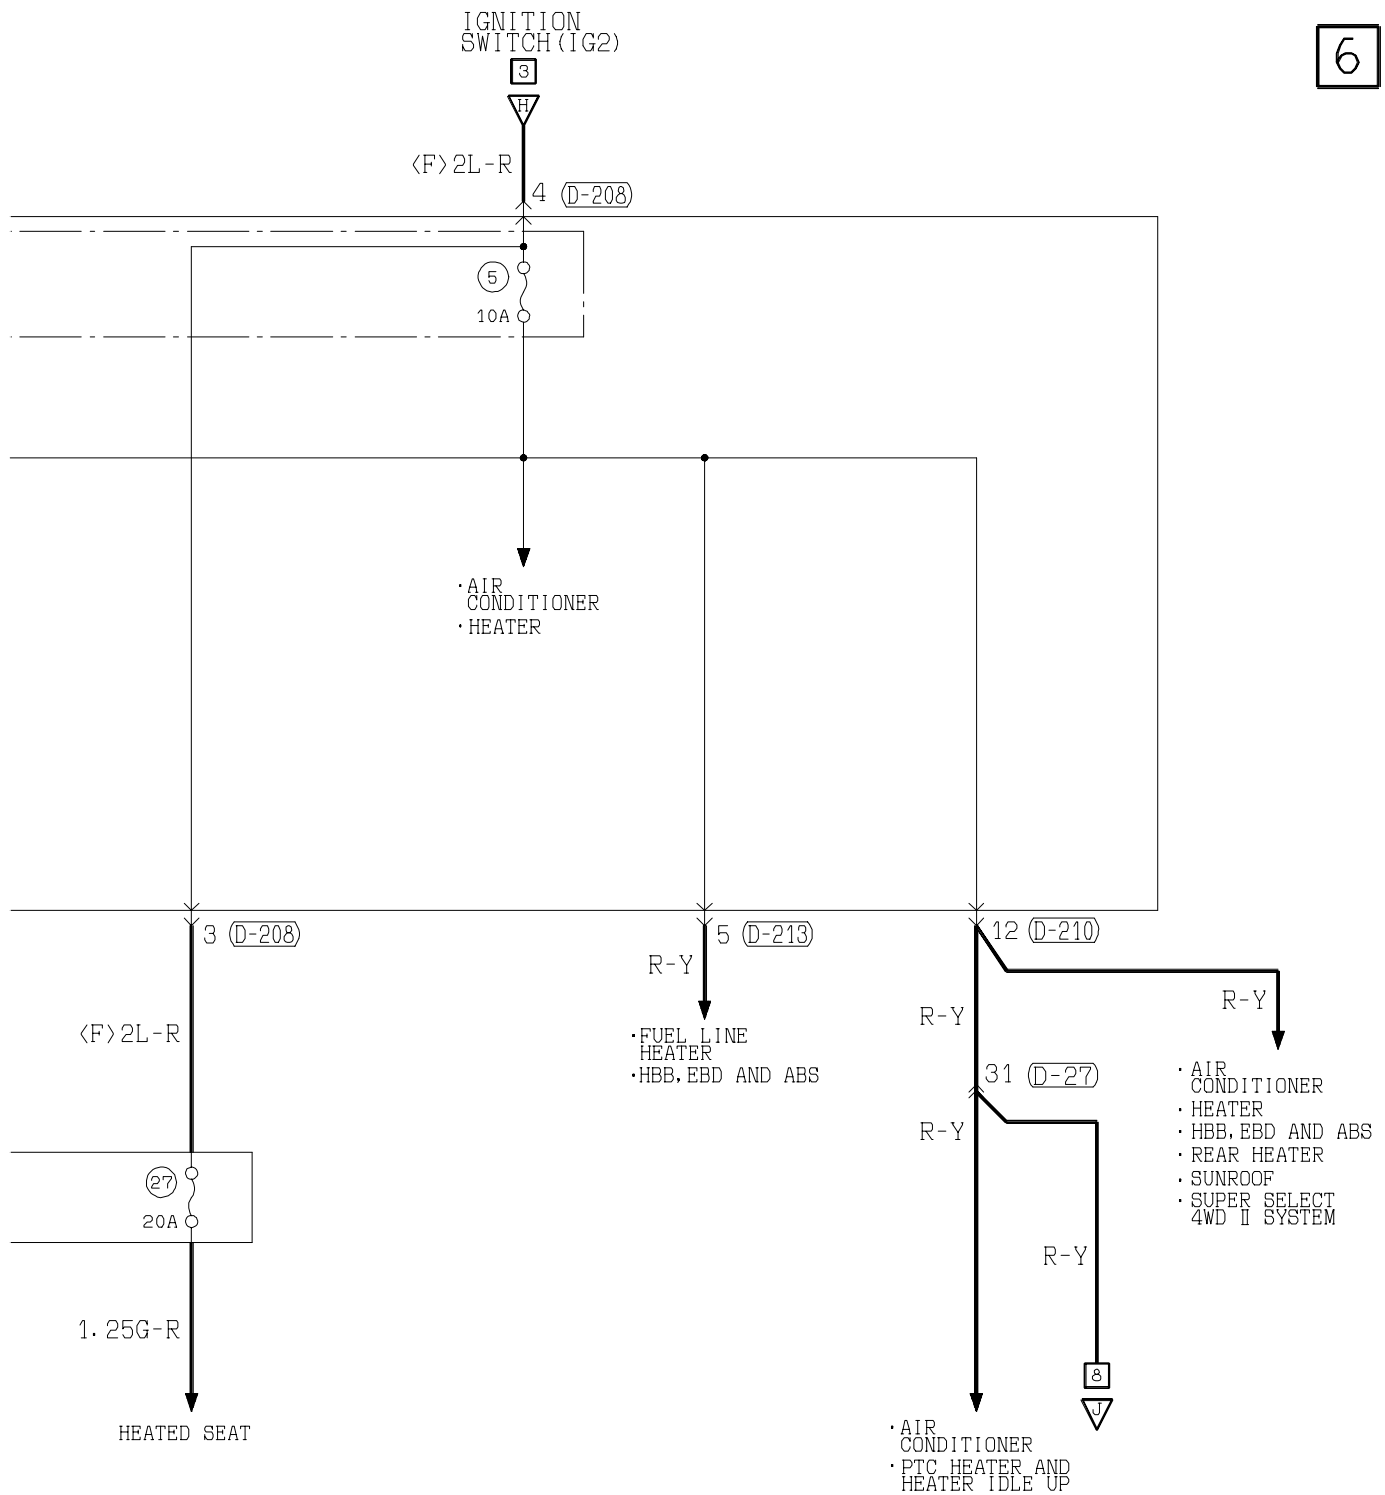 IGNITION
SWITCH(IG2)
6
3
H
<F>2L-R
4 (D-208)
5
10A
·AIR
CONDITIONER
·HEATER
3 (D-208)
5 (D-213)
12 (D-210)
R-Y
R-Y
R-Y
<F>2L-R
·FUEL LINE
HEATER
·HBB,EBD AND ABS
31 (D-27)
·AIR
CONDITIONER
·HEATER
·HBB,EBD AND ABS
·REAR HEATER
·SUNROOF
·SUPER SELECT
4WD Ⅱ SYSTEM
R-Y
27
20A
R-Y
1.25G-R
8
J
HEATED SEAT
·AIR
CONDITIONER
·PTC HEATER AND
HEATER IDLE UP